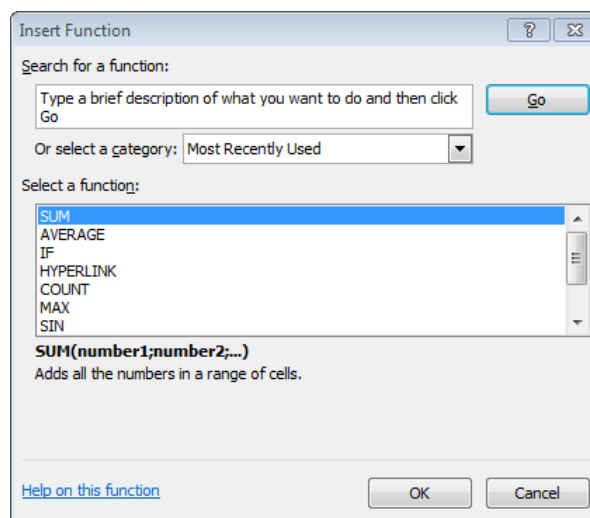 Insert Function
Search for a function:
Type a brief description of what you want to do and then click
Go
Go
Or select a category: Most Recently Used
Select a function:
SUM
AVERAGE
IF
HYPERLINK
COUNT
MAX
SIN
SUM(number1;number2;...)
Adds all the numbers in a range of cells.
Help on this function
OK Cancel